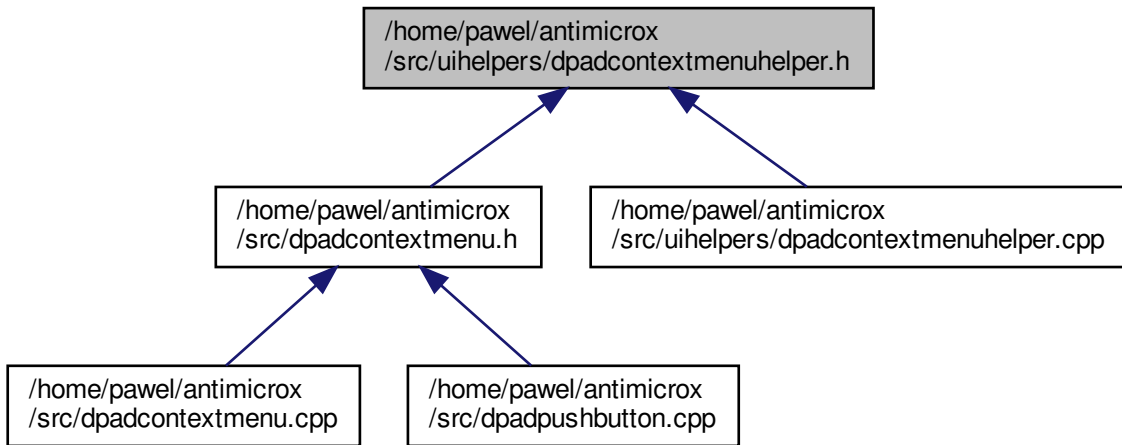 /home/pawel/antimicrox
/src/uihelpers/dpadcontextmenuhelper.h
/home/pawel/antimicrox
/src/dpadcontextmenu.h
/home/pawel/antimicrox
/src/uihelpers/dpadcontextmenuhelper.cpp
/home/pawel/antimicrox
/src/dpadcontextmenu.cpp
/home/pawel/antimicrox
/src/dpadpushbutton.cpp